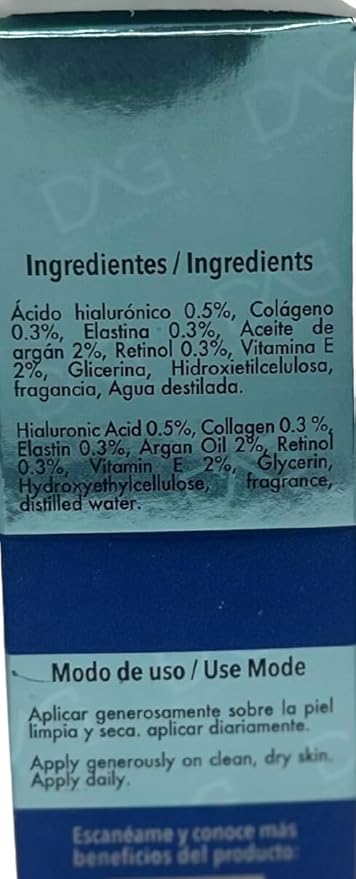 DAG
DAG
Ingredientes / Ingredients
Ácido hialurónico 0.5%, Colágeno
0.3%, Elastina 0.3%, Aceite de
argán 2%, Retinol 0.3%, Vitamina E
2%, Glicerina, Hidroxietilcelulosa,
fragancia, Agua destilada.
Hialuronic Acid 0.5%, Collagen 0.3 %,
Elastin 0.3%, Argan Oil 2%, Retinol
0.3%, Vitamin E 2%, Glycerin,
Hydroxyethylcellulose, fragrance,
distilled water.
Modo de uso / Use Mode
Aplicar generosamente sobre la piel
limpia y seca. aplicar diariamente.
Apply generously on clean, dry skin.
Apply daily.
Escanéame y conoce más
beneficios del producto: